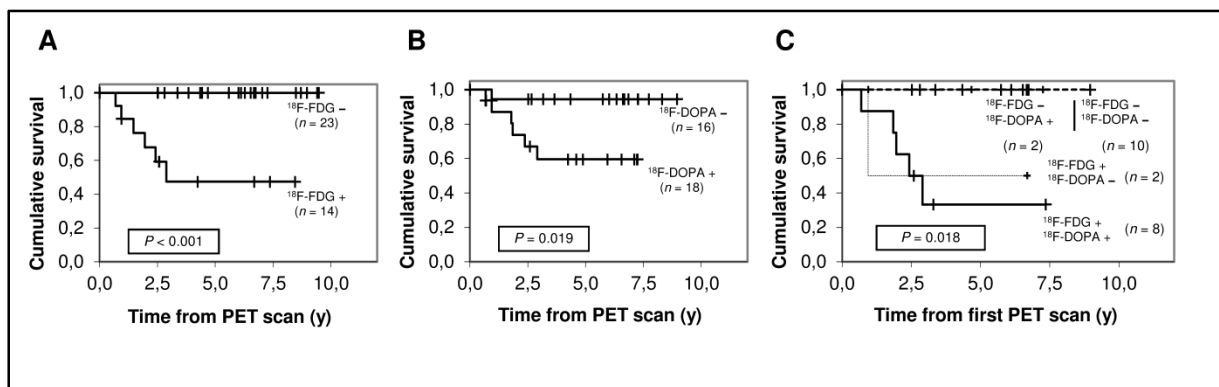 A
Cumulative survival
1,0
0,8
0,6
0,4
0,2
0,0
¹⁸F-FDG −
(n = 23)
¹⁸F-FDG +
(n = 14)
P < 0.001
0,0 2,5 5,0 7,5 10,0
Time from PET scan (y)
B
Cumulative survival
1,0
0,8
0,6
0,4
0,2
0,0
¹⁸F-DOPA −
(n = 16)
¹⁸F-DOPA +
(n = 18)
P = 0.019
0,0 2,5 5,0 7,5 10,0
Time from PET scan (y)
C
Cumulative survival
1,0
0,8
0,6
0,4
0,2
0,0
¹⁸F-FDG − ¹⁸F-FDG −
¹⁸F-DOPA + ¹⁸F-DOPA −
(n = 2) (n = 10)
¹⁸F-FDG +
¹⁸F-DOPA − (n = 2)
¹⁸F-FDG +
¹⁸F-DOPA + (n = 8)
P = 0.018
0,0 2,5 5,0 7,5 10,0
Time from first PET scan (y)